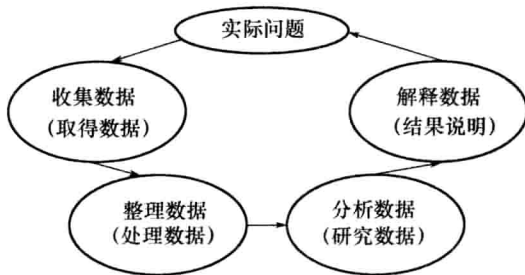 实际问题
收集数据
(取得数据)
解释数据
(结果说明)
整理数据
(处理数据)
分析数据
(研究数据)